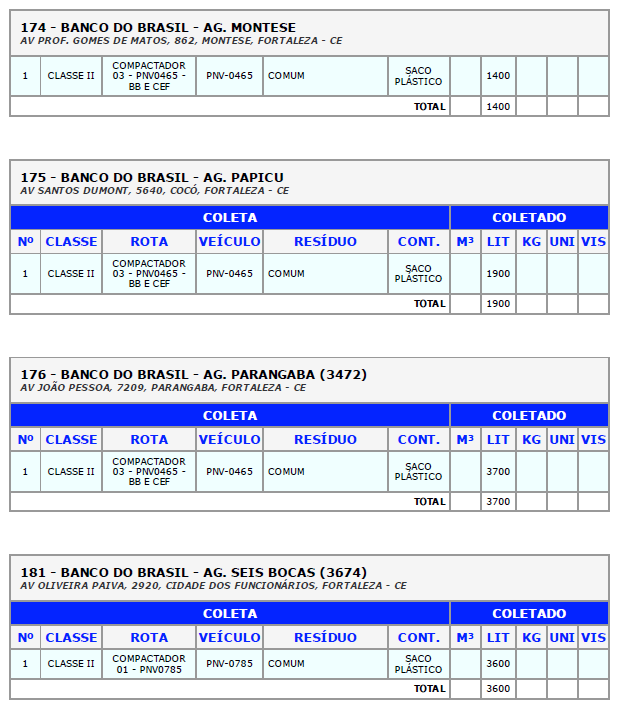 174 - BANCO DO BRASIL - AG. MONTESE
AV PROF. GOMES DE MATOS, 862, MONTESE, FORTALEZA - CE
1 CLASSE II COMPACTADOR 03 - PNV0465 - BB E CEF PNV-0465 COMUM SACO PLÁSTICO 1400
TOTAL 1400
175 - BANCO DO BRASIL - AG. PAPICU
AV SANTOS DUMONT, 5640, COCÓ, FORTALEZA - CE
COLETA COLETADO
Nº CLASSE ROTA VEÍCULO RESÍDUO CONT. M³ LIT KG UNI VIS
1 CLASSE II COMPACTADOR 03 - PNV0465 - BB E CEF PNV-0465 COMUM SACO PLÁSTICO 1900
TOTAL 1900
176 - BANCO DO BRASIL - AG. PARANGABA (3472)
AV JOÃO PESSOA, 7209, PARANGABA, FORTALEZA - CE
COLETA COLETADO
Nº CLASSE ROTA VEÍCULO RESÍDUO CONT. M³ LIT KG UNI VIS
1 CLASSE II COMPACTADOR 03 - PNV0465 - BB E CEF PNV-0465 COMUM SACO PLÁSTICO 3700
TOTAL 3700
181 - BANCO DO BRASIL - AG. SEIS BOCAS (3674)
AV OLIVEIRA PAIVA, 2920, CIDADE DOS FUNCIONÁRIOS, FORTALEZA - CE
COLETA COLETADO
Nº CLASSE ROTA VEÍCULO RESÍDUO CONT. M³ LIT KG UNI VIS
1 CLASSE II COMPACTADOR 01 - PNV0785 PNV-0785 COMUM SACO PLÁSTICO 3600
TOTAL 3600